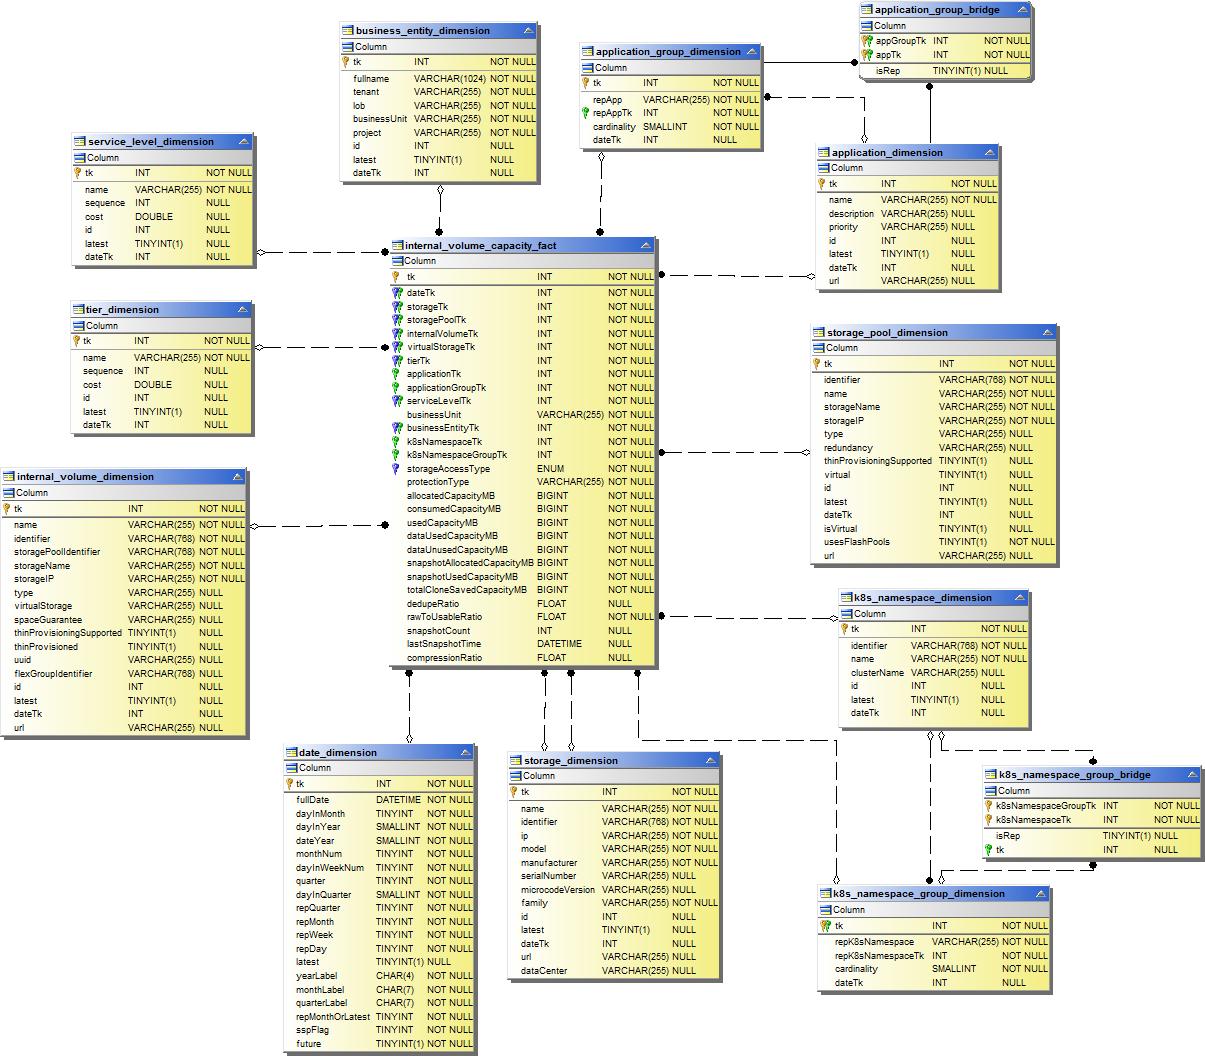 business_entity_dimension
Column
tk INT NOT NULL
fullname VARCHAR(1024) NOT NULL
tenant VARCHAR(255) NOT NULL
lob VARCHAR(255) NOT NULL
businessUnit VARCHAR(255) NOT NULL
project VARCHAR(255) NOT NULL
id INT NULL
latest TINYINT(1) NULL
dateTk INT NULL
application_group_dimension
Column
tk INT NOT NULL
repApp VARCHAR(255) NOT NULL
repAppTk INT NOT NULL
cardinality SMALLINT NOT NULL
dateTk INT NULL
application_group_bridge
Column
appGroupTk INT NOT NULL
appTk INT NOT NULL
isRep TINYINT(1) NULL
service_level_dimension
Column
tk INT NOT NULL
name VARCHAR(255) NOT NULL
sequence INT NULL
cost DOUBLE NULL
id INT NULL
latest TINYINT(1) NULL
dateTk INT NULL
application_dimension
Column
tk INT NOT NULL
name VARCHAR(255) NOT NULL
description VARCHAR(255) NULL
priority VARCHAR(255) NULL
id INT NULL
latest TINYINT(1) NULL
dateTk INT NULL
url VARCHAR(255) NULL
internal_volume_capacity_fact
Column
tk INT NOT NULL
dateTk INT NOT NULL
storageTk INT NOT NULL
storagePoolTk INT NOT NULL
internalVolumeTk INT NOT NULL
virtualStorageTk INT NOT NULL
tierTk INT NOT NULL
applicationTk INT NOT NULL
applicationGroupTk INT NOT NULL
serviceLevelTk INT NOT NULL
businessUnit VARCHAR(255) NOT NULL
businessEntityTk INT NOT NULL
k8sNamespaceTk INT NOT NULL
k8sNamespaceGroupTk INT NOT NULL
storageAccessType ENUM NOT NULL
protectionType VARCHAR(255) NOT NULL
allocatedCapacityMB BIGINT NOT NULL
consumedCapacityMB BIGINT NOT NULL
usedCapacityMB BIGINT NOT NULL
dataUsedCapacityMB BIGINT NOT NULL
dataUnusedCapacityMB BIGINT NOT NULL
snapshotAllocatedCapacityMB BIGINT NOT NULL
snapshotUsedCapacityMB BIGINT NOT NULL
totalCloneSavedCapacityMB BIGINT NOT NULL
dedupeRatio FLOAT NULL
rawToUsableRatio FLOAT NOT NULL
snapshotCount INT NULL
lastSnapshotTime DATETIME NULL
compressionRatio FLOAT NULL
tier_dimension
Column
tk INT NOT NULL
name VARCHAR(255) NOT NULL
sequence INT NULL
cost DOUBLE NULL
id INT NULL
latest TINYINT(1) NULL
dateTk INT NULL
storage_pool_dimension
Column
tk INT NOT NULL
identifier VARCHAR(768) NOT NULL
name VARCHAR(255) NOT NULL
storageName VARCHAR(255) NOT NULL
storageIP VARCHAR(255) NOT NULL
type VARCHAR(255) NULL
redundancy VARCHAR(255) NULL
thinProvisioningSupported TINYINT(1) NULL
virtual TINYINT(1) NULL
id INT NULL
latest TINYINT(1) NULL
dateTk INT NULL
isVirtual TINYINT(1) NULL
usesFlashPools TINYINT(1) NOT NULL
url VARCHAR(255) NULL
internal_volume_dimension
Column
tk INT NOT NULL
name VARCHAR(255) NOT NULL
identifier VARCHAR(768) NOT NULL
storagePoolIdentifier VARCHAR(768) NOT NULL
storageName VARCHAR(255) NOT NULL
storageIP VARCHAR(255) NOT NULL
type VARCHAR(255) NULL
virtualStorage VARCHAR(255) NULL
spaceGuarantee VARCHAR(255) NULL
thinProvisioningSupported TINYINT(1) NULL
thinProvisioned TINYINT(1) NULL
uuid VARCHAR(255) NULL
flexGroupIdentifier VARCHAR(768) NULL
id INT NULL
latest TINYINT(1) NULL
dateTk INT NULL
url VARCHAR(255) NULL
k8s_namespace_dimension
Column
tk INT NOT NULL
identifier VARCHAR(768) NOT NULL
name VARCHAR(255) NOT NULL
clusterName VARCHAR(255) NULL
id INT NULL
latest TINYINT(1) NULL
dateTk INT NULL
date_dimension
Column
tk INT NOT NULL
fullDate DATETIME NOT NULL
dayInMonth TINYINT NOT NULL
dayInYear SMALLINT NOT NULL
dateYear SMALLINT NOT NULL
monthNum TINYINT NOT NULL
dayInWeekNum TINYINT NOT NULL
quarter TINYINT NOT NULL
dayInQuarter SMALLINT NOT NULL
repQuarter TINYINT NOT NULL
repMonth TINYINT NOT NULL
repWeek TINYINT NOT NULL
repDay TINYINT NOT NULL
latest TINYINT(1) NULL
yearLabel CHAR(4) NOT NULL
monthLabel CHAR(7) NOT NULL
quarterLabel CHAR(7) NOT NULL
repMonthOrLatest TINYINT NOT NULL
sspFlag TINYINT NOT NULL
future TINYINT(1) NOT NULL
storage_dimension
Column
tk INT NOT NULL
name VARCHAR(255) NOT NULL
identifier VARCHAR(768) NOT NULL
ip VARCHAR(255) NOT NULL
model VARCHAR(255) NOT NULL
manufacturer VARCHAR(255) NOT NULL
serialNumber VARCHAR(255) NULL
microcodeVersion VARCHAR(255) NULL
family VARCHAR(255) NOT NULL
id INT NULL
latest TINYINT(1) NULL
dateTk INT NULL
url VARCHAR(255) NULL
dataCenter VARCHAR(255) NULL
k8s_namespace_group_bridge
Column
k8sNamespaceGroupTk INT NOT NULL
k8sNamespaceTk INT NOT NULL
isRep TINYINT(1) NULL
tk INT NOT NULL
k8s_namespace_group_dimension
Column
tk INT NOT NULL
repK8sNamespace VARCHAR(255) NOT NULL
repK8sNamespaceTk INT NOT NULL
cardinality SMALLINT NOT NULL
dateTk INT NULL